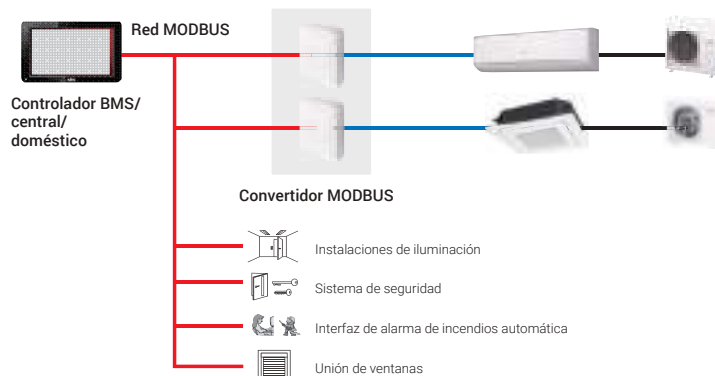 Red MODBUS
Controlador BMS/
central/
doméstico
Convertidor MODBUS
Instalaciones de iluminación
Sistema de seguridad
Interfaz de alarma de incendios automática
Unión de ventanas